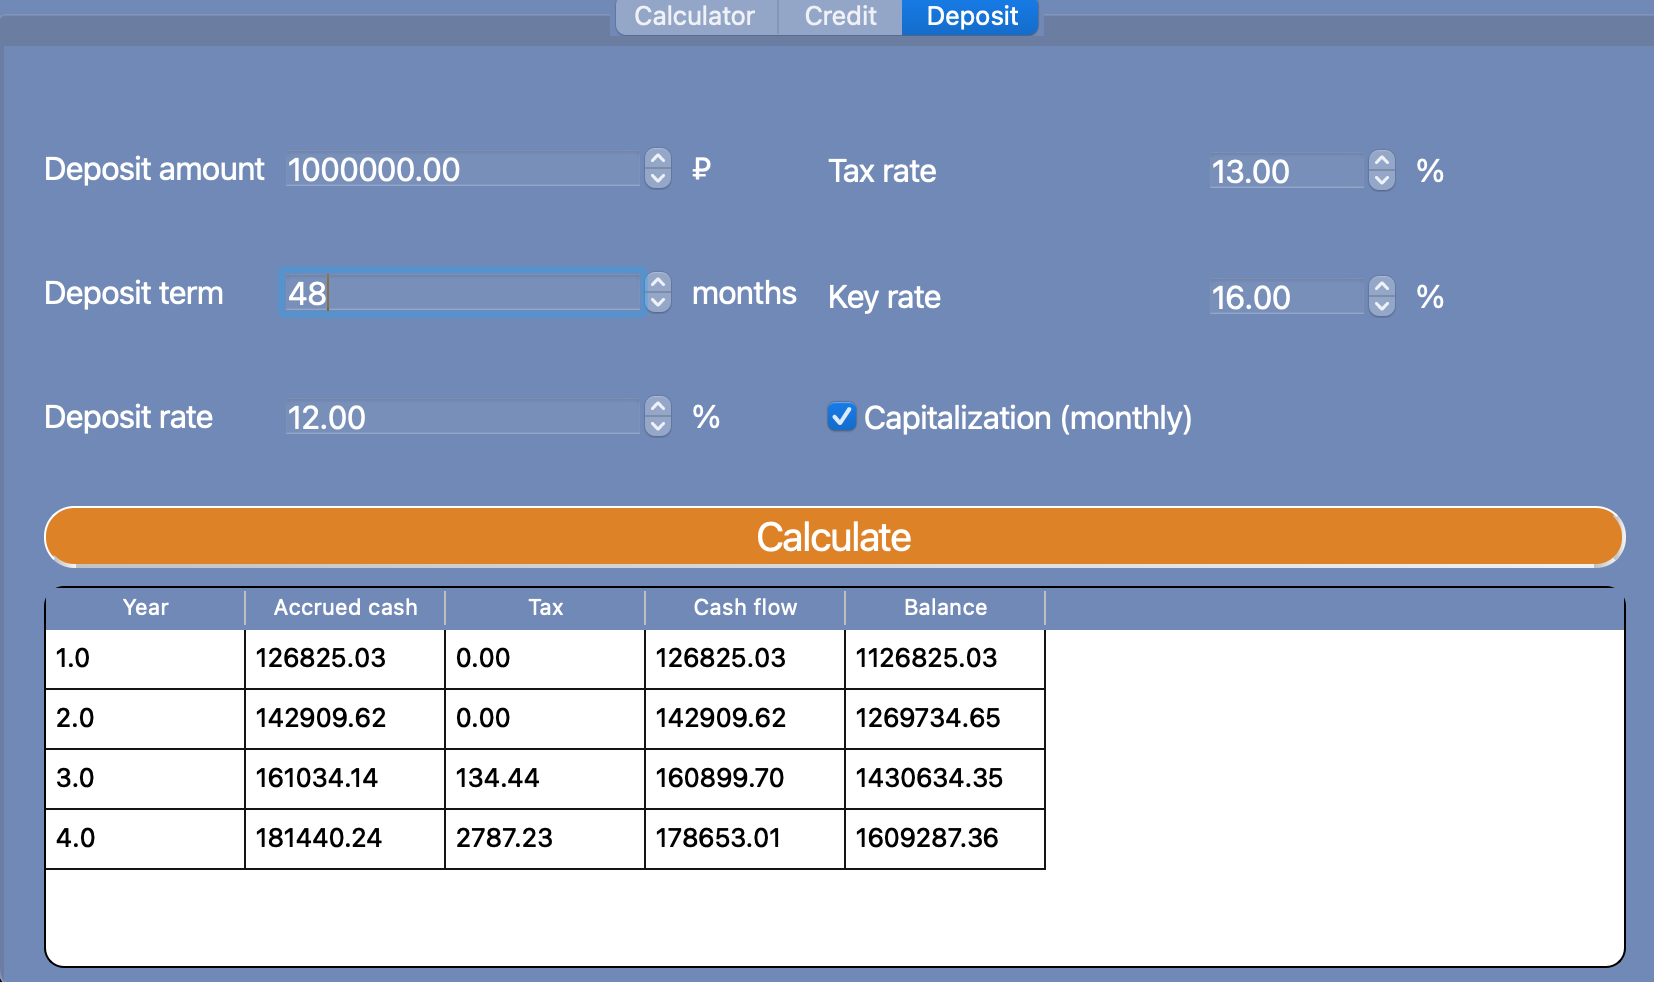 Calculator Credit Deposit
Deposit amount 1000000.00 ₽ Tax rate 13.00 %
Deposit term 48 months Key rate 16.00 %
Deposit rate 12.00 % Capitalization (monthly)
Calculate
Year Accrued cash Tax Cash flow Balance
1.0 126825.03 0.00 126825.03 1126825.03
2.0 142909.62 0.00 142909.62 1269734.65
3.0 161034.14 134.44 160899.70 1430634.35
4.0 181440.24 2787.23 178653.01 1609287.36